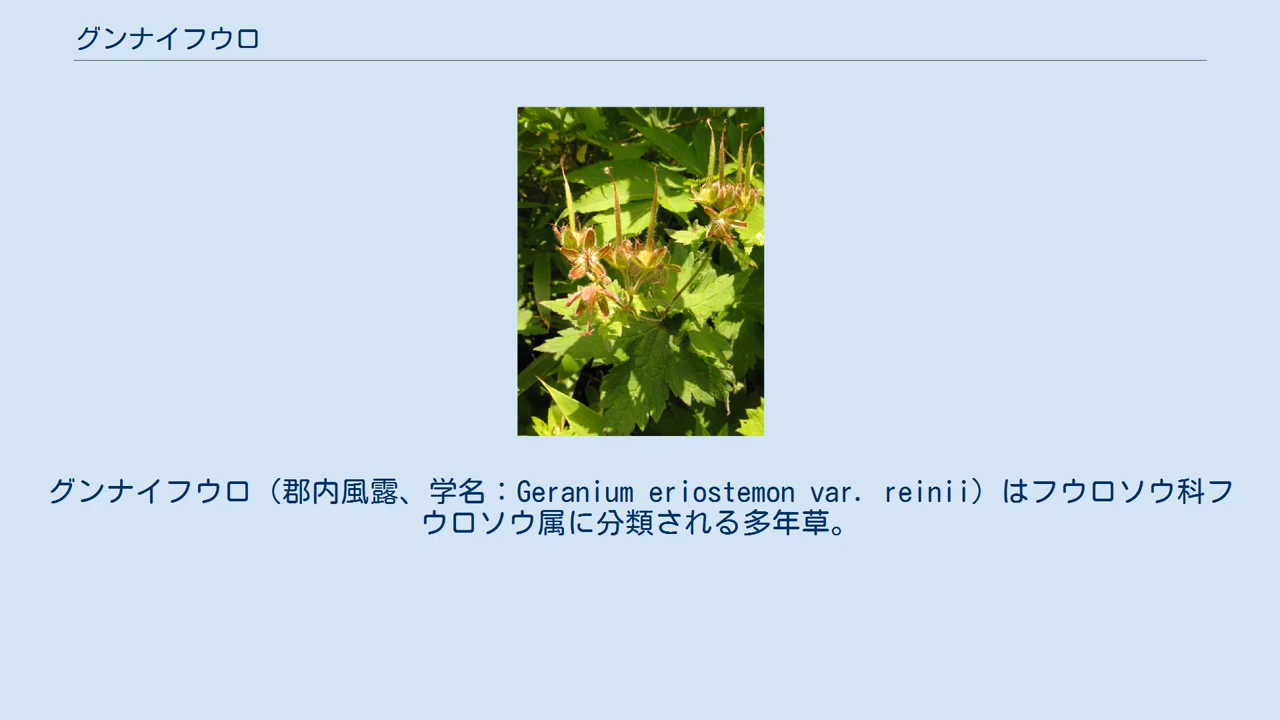 グンナイフウロ
グンナイフウロ（郡内風露、学名：Geranium eriostemon var. reinii）はフウロソウ科フ
ウロソウ属に分類される多年草。